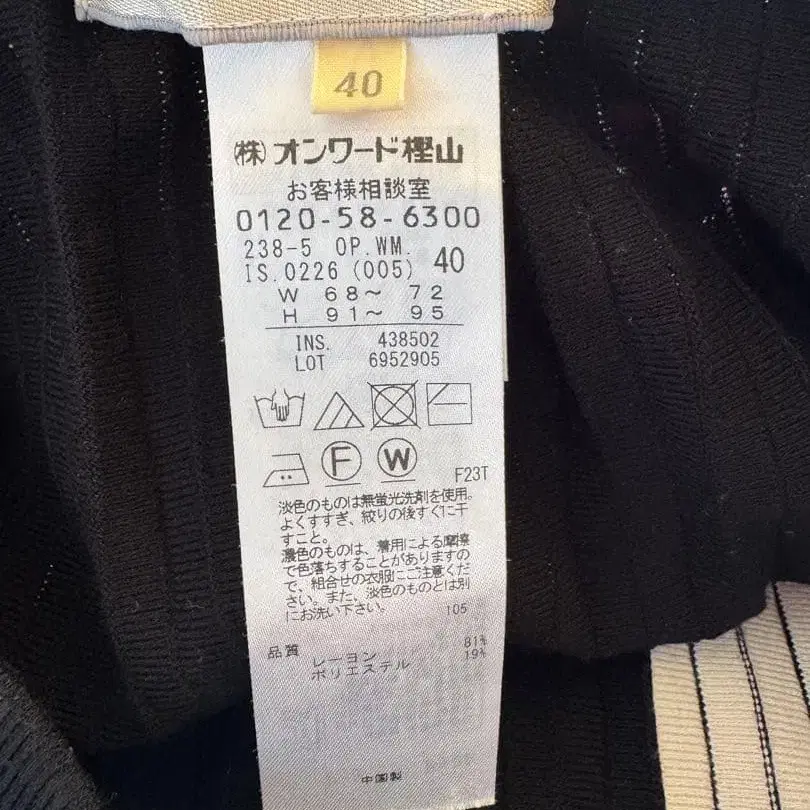 40
(株)オンワード樫山
お客様相談室
0120-58-6300
238-5 OP.WM.
IS.0226 (005) 40
W 68~ 72
H 91~ 95
INS. 438502
LOT 6952905
F W F23T
淡色のものは無蛍光洗剤を使用。
よくすすぎ、絞りの後すぐに干
すこと。
濃色のものは、着用による摩擦
で色落ちすることがありますの
で、組合せの衣服にご注意くだ
さい。また、淡色のものとは別
にお洗い下さい。 105
品質 レーヨン 81%
ポリエステル 19%
中国製